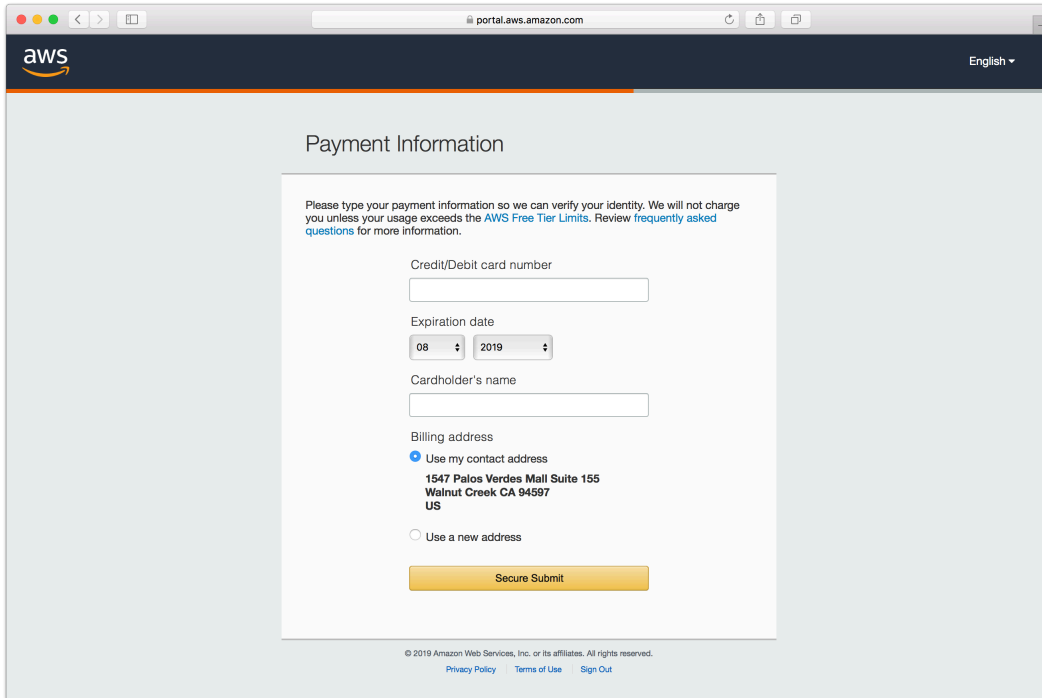 portal.aws.amazon.com
aws
English
Payment Information
Please type your payment information so we can verify your identity. We will not charge
you unless your usage exceeds the AWS Free Tier Limits. Review frequently asked
questions for more information.
Credit/Debit card number
Expiration date
08 2019
Cardholder's name
Billing address
Use my contact address
1547 Palos Verdes Mall Suite 155
Walnut Creek CA 94597
US
Use a new address
Secure Submit
© 2019 Amazon Web Services, Inc. or its affiliates. All rights reserved.
Privacy Policy Terms of Use Sign Out